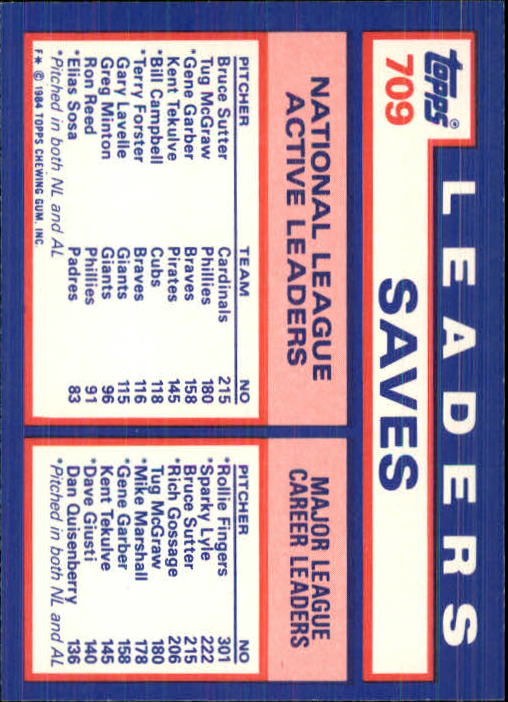 topps®
709
LEADERS
SAVES
NATIONAL LEAGUE
ACTIVE LEADERS
PITCHER TEAM NO
Bruce Sutter Cardinals 215
Tug McGraw Phillies 180
*Gene Garber Braves 158
Kent Tekulve Pirates 145
*Bill Campbell Cubs 118
*Terry Forster Braves 116
Gary Lavelle Giants 115
Greg Minton Giants 96
Ron Reed Phillies 91
*Elias Sosa Padres 83
*Pitched in both NL and AL
F* © 1984 TOPPS CHEWING GUM, INC.
MAJOR LEAGUE
CAREER LEADERS
PITCHER NO
*Rollie Fingers 301
*Sparky Lyle 222
Bruce Sutter 215
*Rich Gossage 206
Tug McGraw 180
*Mike Marshall 178
*Gene Garber 158
Kent Tekulve 145
*Dave Giusti 140
Dan Quisenberry 136
*Pitched in both NL and AL